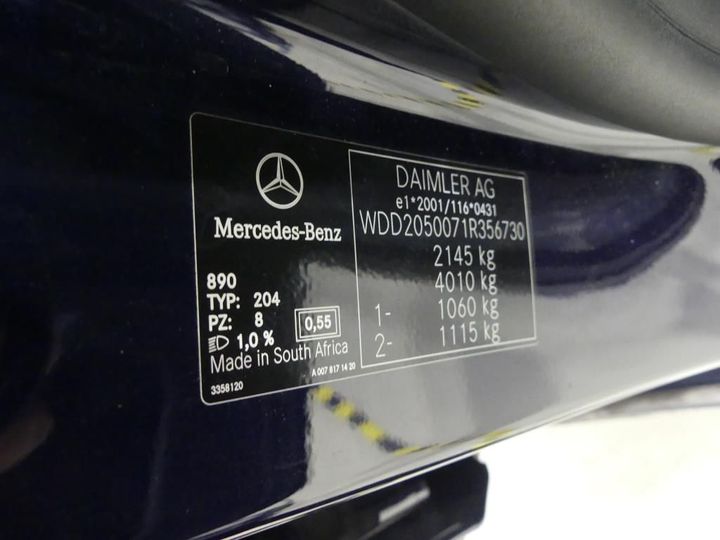 Mercedes-Benz
890
TYP: 204
PZ: 8
0,55
1,0 %
Made in South Africa
3358120
A 007 817 14 20
DAIMLER AG
e1*2001/116*0431
WDD2050071R356730
2145 kg
4010 kg
1- 1060 kg
2- 1115 kg